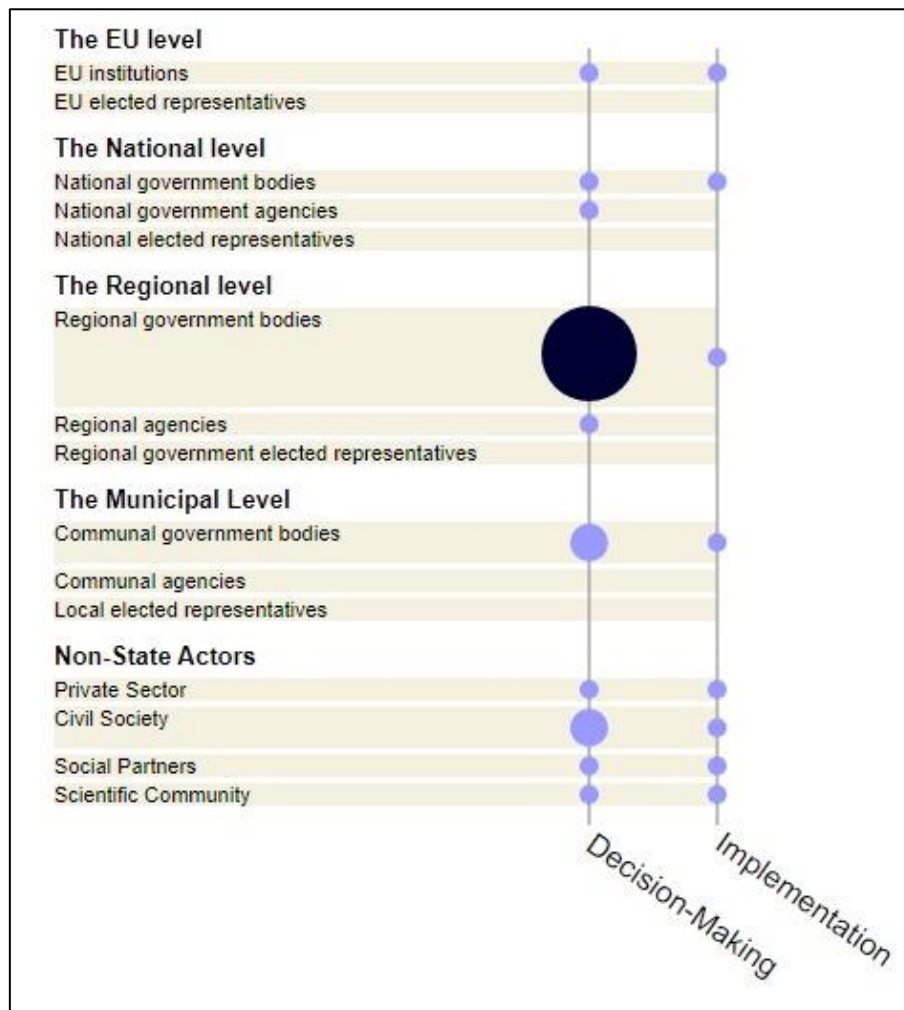 The EU level
EU institutions
EU elected representatives
The National level
National government bodies
National government agencies
National elected representatives
The Regional level
Regional government bodies
Regional agencies
Regional government elected representatives
The Municipal Level
Communal government bodies
Communal agencies
Local elected representatives
Non-State Actors
Private Sector
Civil Society
Social Partners
Scientific Community
Decision-Making
Implementation